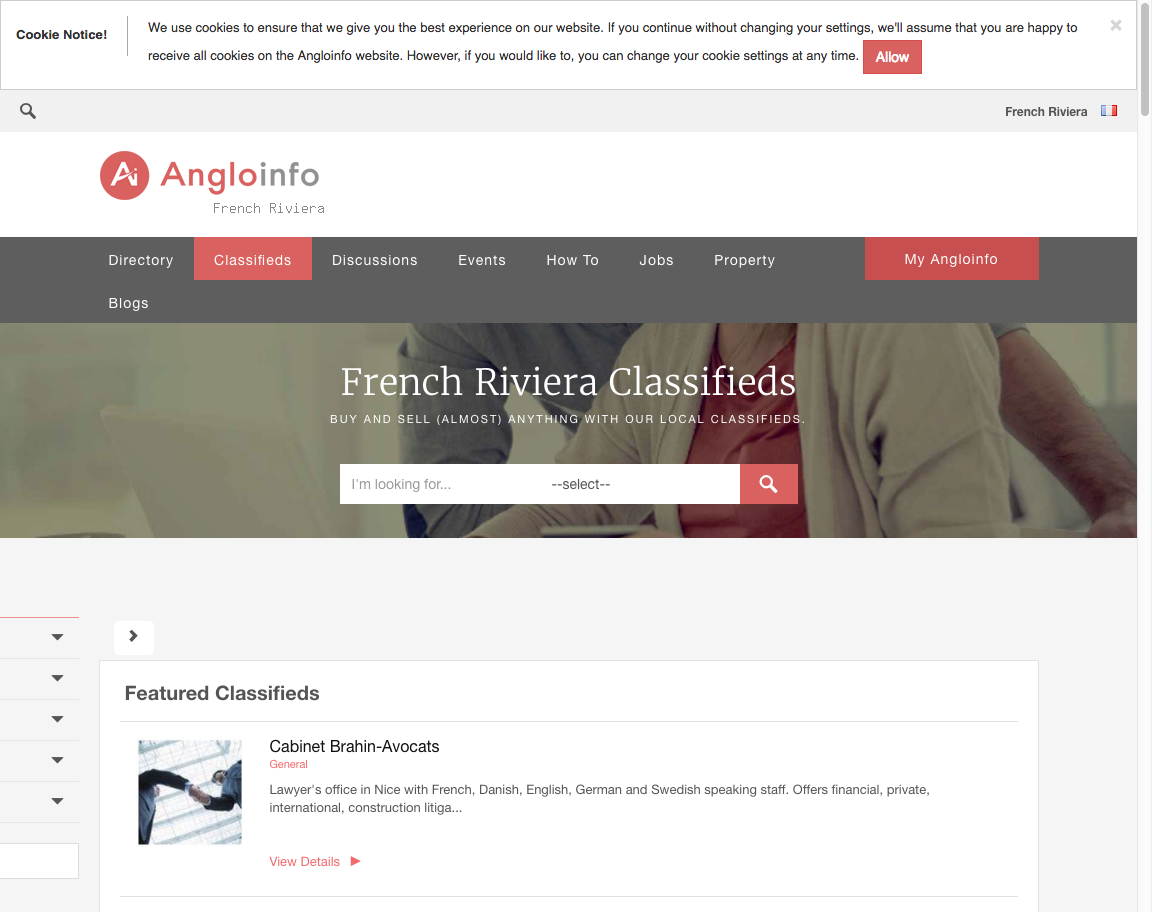 Cookie Notice!
We use cookies to ensure that we give you the best experience on our website. If you continue without changing your settings, we'll assume that you are happy to
receive all cookies on the Angloinfo website. However, if you would like to, you can change your cookie settings at any time. Allow
×
French Riviera
Ai Angloinfo
French Riviera
Directory Classifieds Discussions Events How To Jobs Property My Angloinfo
Blogs
French Riviera Classifieds
BUY AND SELL (ALMOST) ANYTHING WITH OUR LOCAL CLASSIFIEDS.
I'm looking for... --select--
Featured Classifieds
Cabinet Brahin-Avocats
General
Lawyer's office in Nice with French, Danish, English, German and Swedish speaking staff. Offers financial, private,
international, construction litiga...
View Details